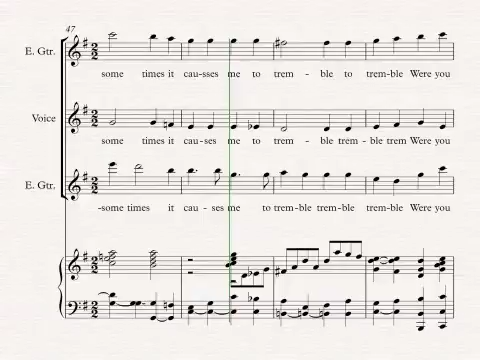 47
E. Gtr.
some times it cau-sses me to trem - ble to trem-ble Were you
Voice
some times it cau-ses me to trem - ble trem - ble trem Were you
E. Gtr.
-some times it cau - ses me to trem-ble trem-ble trem-ble Were you